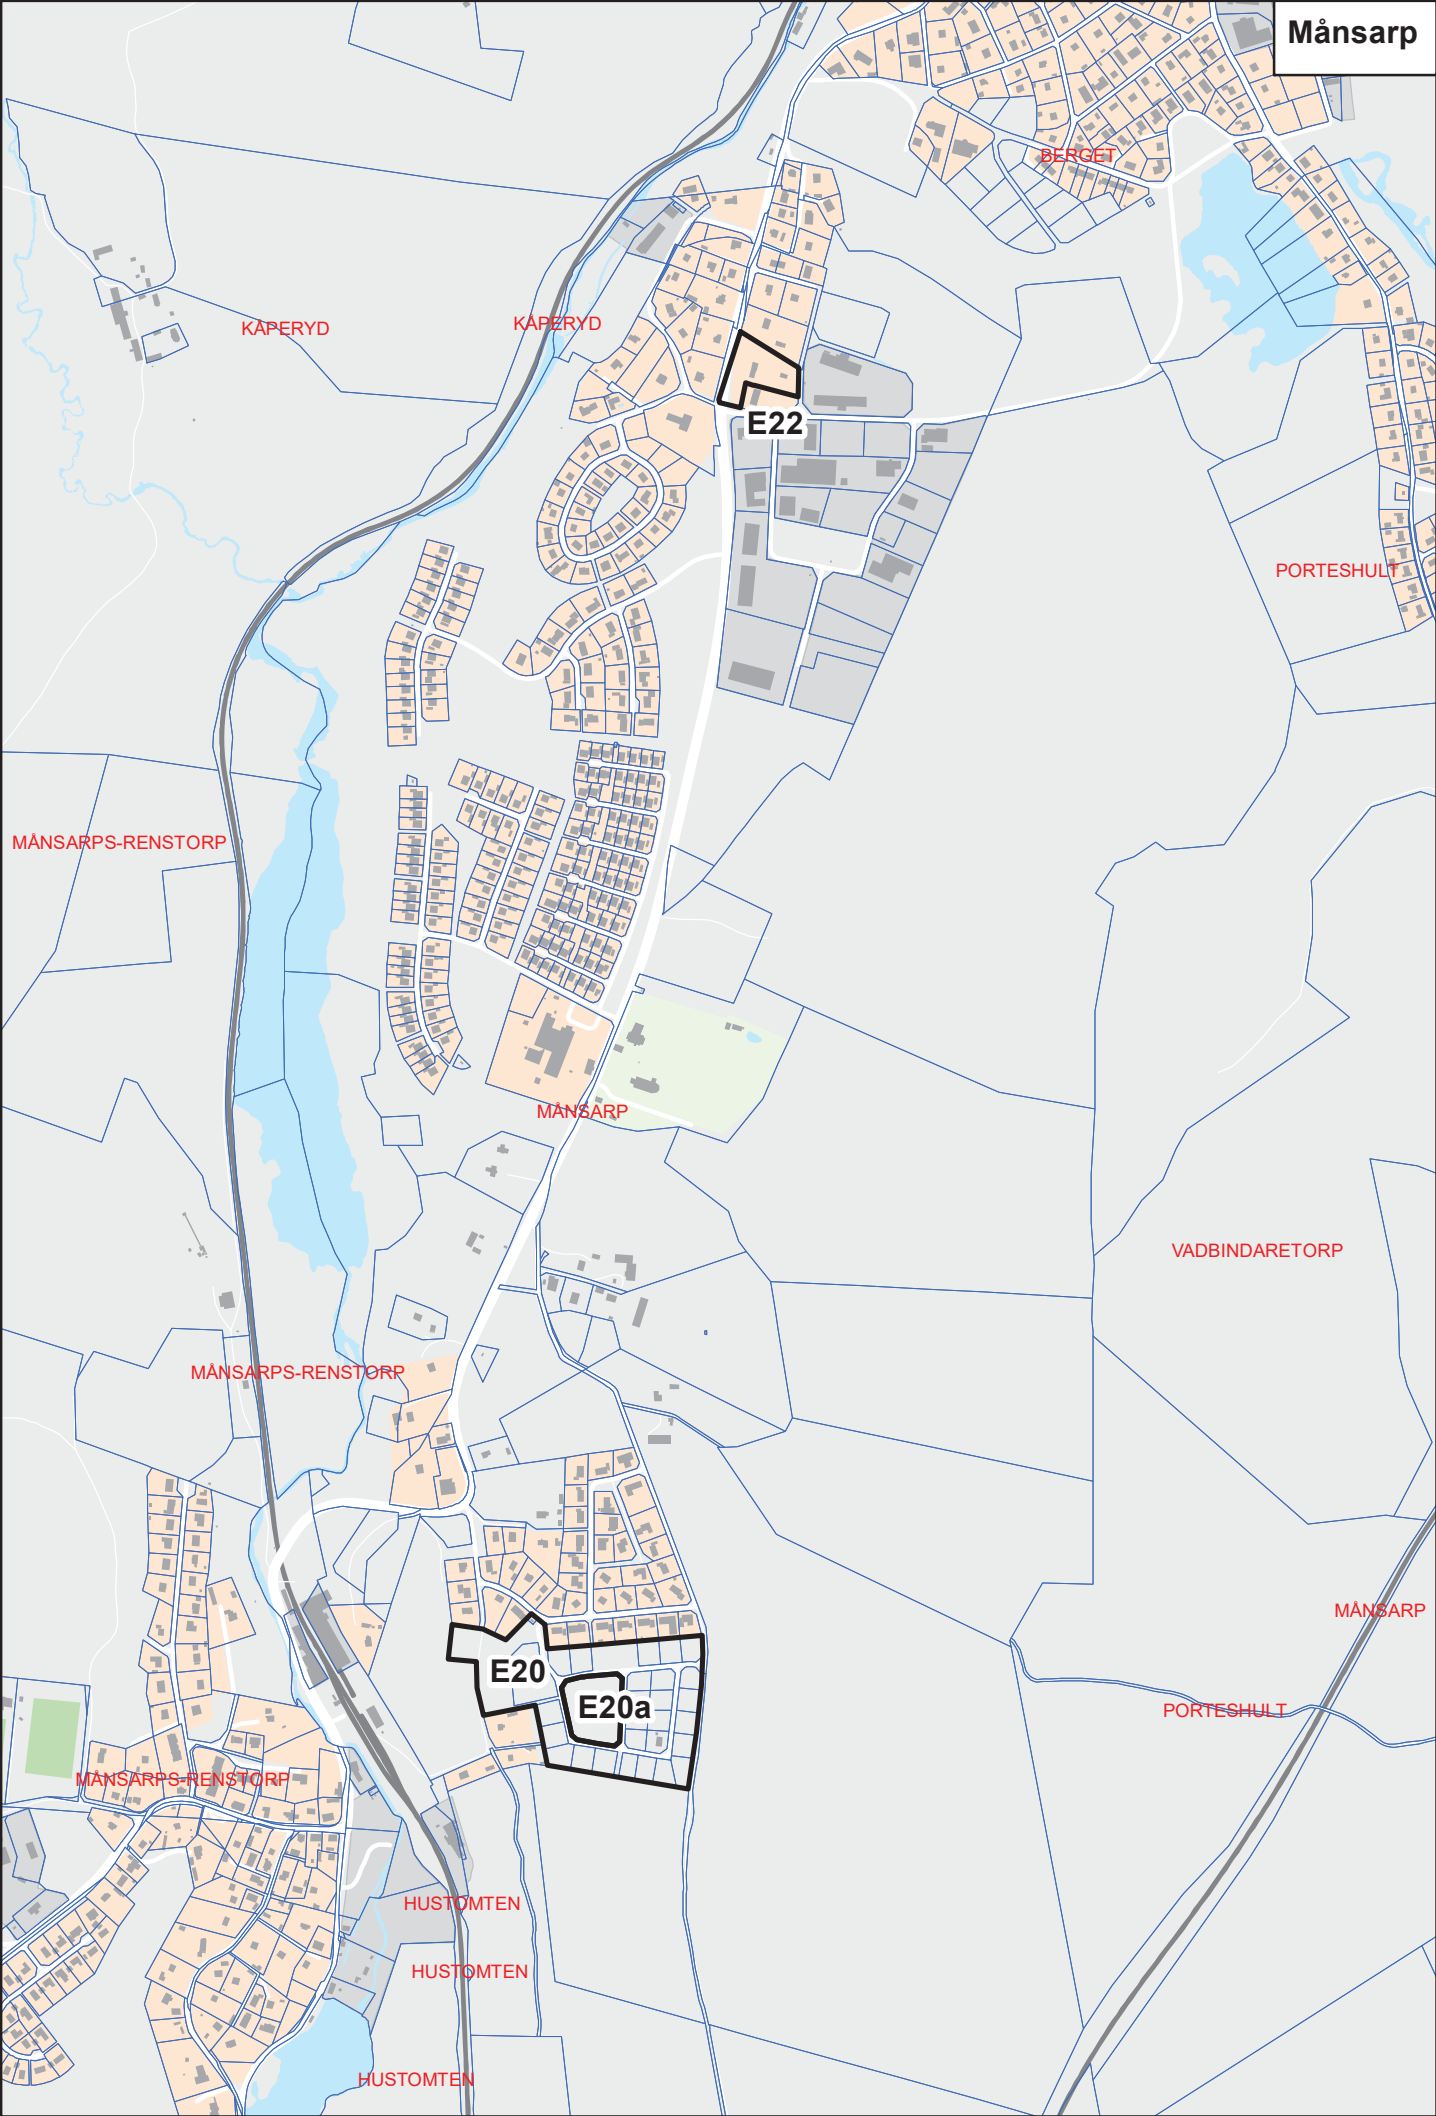 Månsarp
BERGET
KÅPERYD
KÅPERYD
E22
PORTESHULT
MÅNSARPS-RENSTORP
MÅNSARP
VADBINDARETORP
MÅNSARPS-RENSTORP
MÅNSARP
E20
E20a
PORTESHULT
MÅNSARPS-RENSTORP
HUSTOMTEN
HUSTOMTEN
HUSTOMTEN